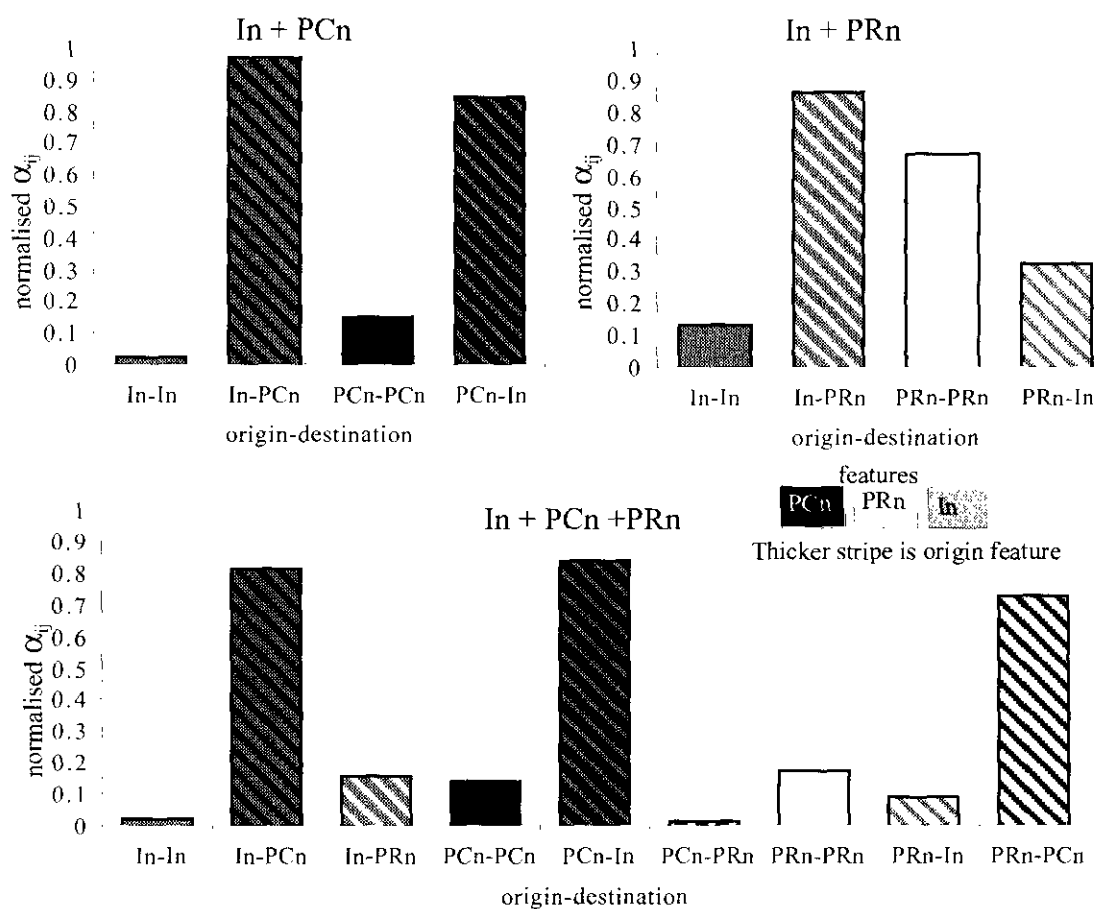 In + PCn
normalised αij
1
0.9
0.8
0.7
0.6
0.5
0.4
0.3
0.2
0.1
0
In-In In-PCn PCn-PCn PCn-In
origin-destination
In + PRn
normalised αij
1
0.9
0.8
0.7
0.6
0.5
0.4
0.3
0.2
0.1
0
In-In In-PRn PRn-PRn PRn-In
origin-destination
features
PCn PRn In
Thicker stripe is origin feature
In + PCn +PRn
normalised αij
1
0.9
0.8
0.7
0.6
0.5
0.4
0.3
0.2
0.1
0
In-In In-PCn In-PRn PCn-PCn PCn-In PCn-PRn PRn-PRn PRn-In PRn-PCn
origin-destination